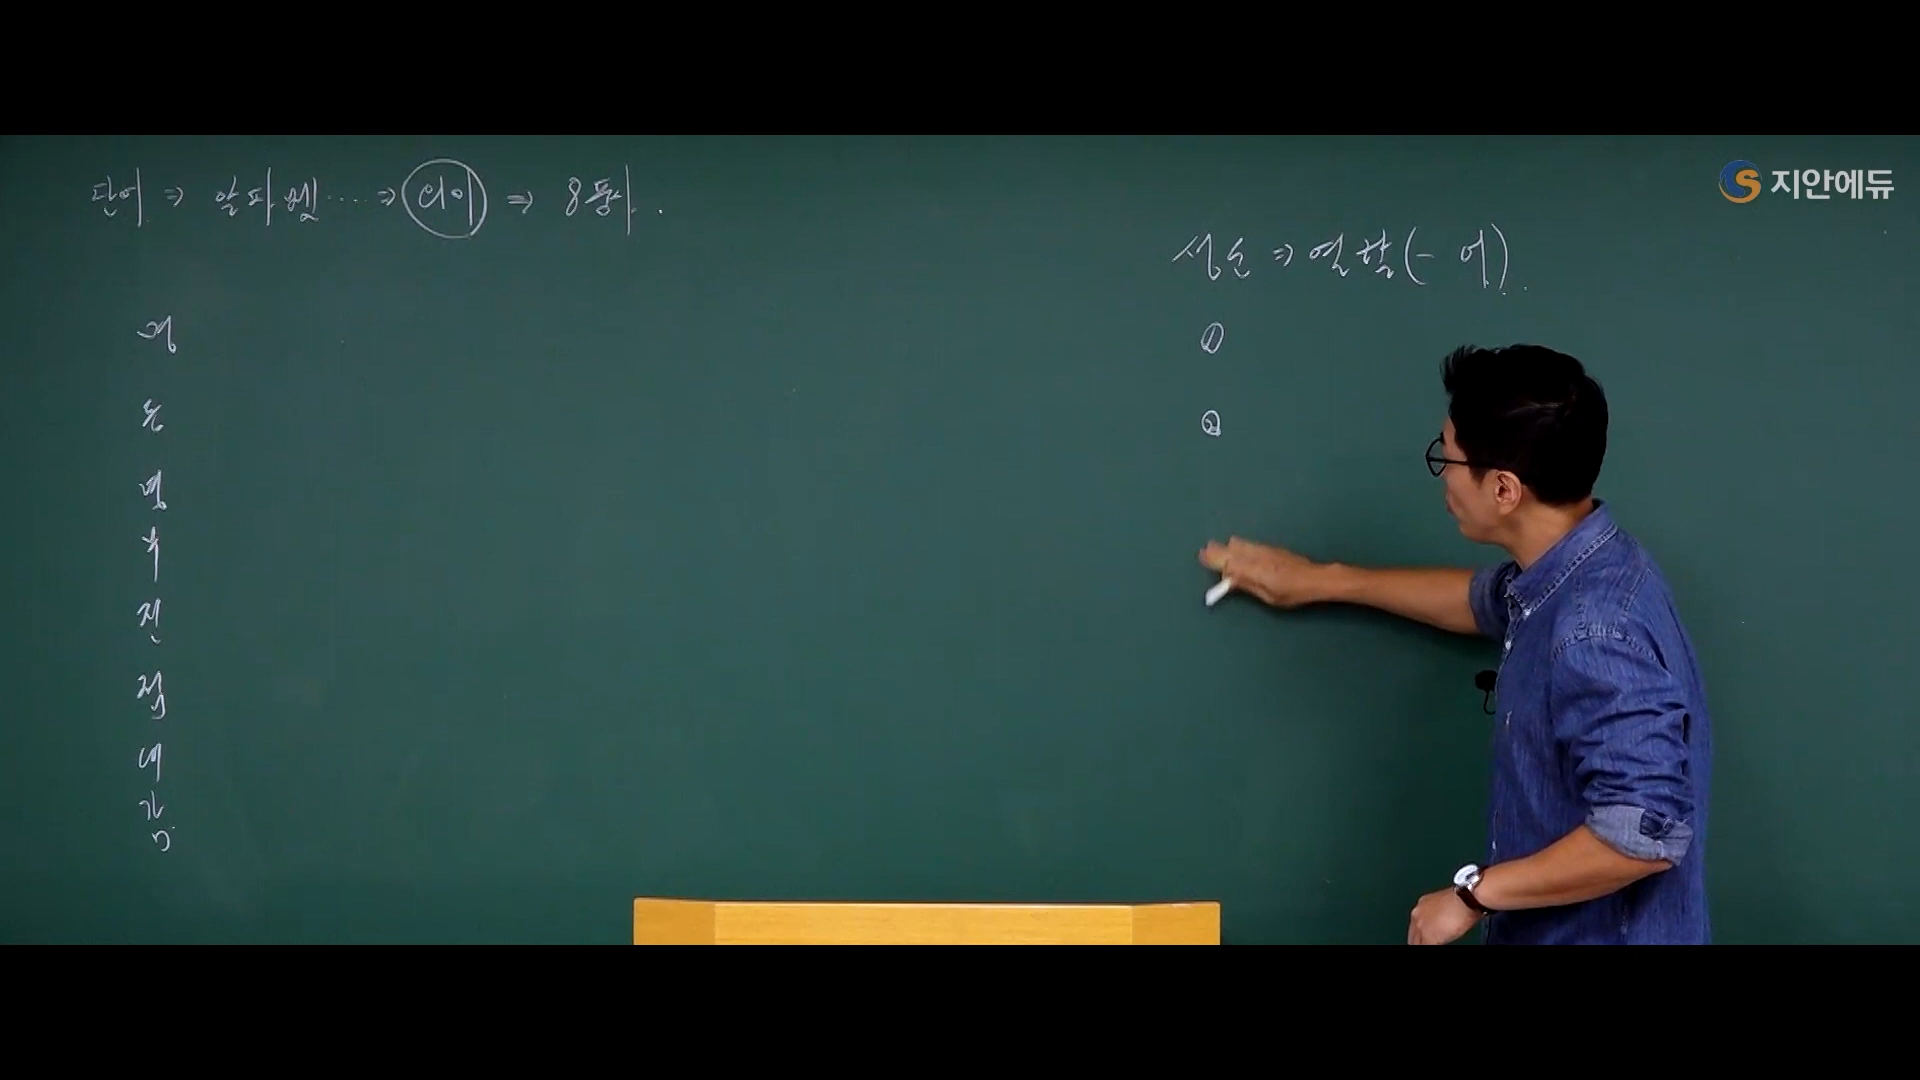 단어 ⇒ 알파벳 ····· ⇒ 단어 ⇒ 8품사.
지안에듀
성분 ⇒ 역할 (- 어).
①
명
②
동
형
부
전
접
대
감